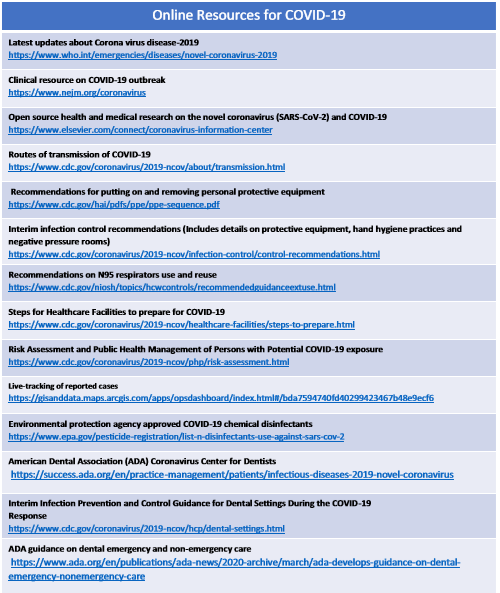 Online Resources for COVID-19
Latest updates about Corona virus disease-2019
https://www.who.int/emergencies/diseases/novel-coronavirus-2019
Clinical resource on COVID-19 outbreak
https://www.nejm.org/coronavirus
Open source health and medical research on the novel coronavirus (SARS-CoV-2) and COVID-19
https://www.elsevier.com/connect/coronavirus-information-center
Routes of transmission of COVID-19
https://www.cdc.gov/coronavirus/2019-ncov/about/transmission.html
Recommendations for putting on and removing personal protective equipment
https://www.cdc.gov/hai/pdfs/ppe/ppe-sequence.pdf
Interim infection control recommendations (Includes details on protective equipment, hand hygiene practices and
negative pressure rooms)
https://www.cdc.gov/coronavirus/2019-ncov/infection-control/control-recommendations.html
Recommendations on N95 respirators use and reuse
https://www.cdc.gov/niosh/topics/hcwcontrols/recommendedguidanceextuse.html
Steps for Healthcare Facilities to prepare for COVID-19
https://www.cdc.gov/coronavirus/2019-ncov/healthcare-facilities/steps-to-prepare.html
Risk Assessment and Public Health Management of Persons with Potential COVID-19 exposure
https://www.cdc.gov/coronavirus/2019-ncov/php/risk-assessment.html
Live-tracking of reported cases
https://gisanddata.maps.arcgis.com/apps/opsdashboard/index.html#/bda7594740fd40299423467b48e9ecf6
Environmental protection agency approved COVID-19 chemical disinfectants
https://www.epa.gov/pesticide-registration/list-n-disinfectants-use-against-sars-cov-2
American Dental Association (ADA) Coronavirus Center for Dentists
https://success.ada.org/en/practice-management/patients/infectious-diseases-2019-novel-coronavirus
Interim Infection Prevention and Control Guidance for Dental Settings During the COVID-19
Response
https://www.cdc.gov/coronavirus/2019-ncov/hcp/dental-settings.html
ADA guidance on dental emergency and non-emergency care
https://www.ada.org/en/publications/ada-news/2020-archive/march/ada-develops-guidance-on-dental-
emergency-nonemergency-care